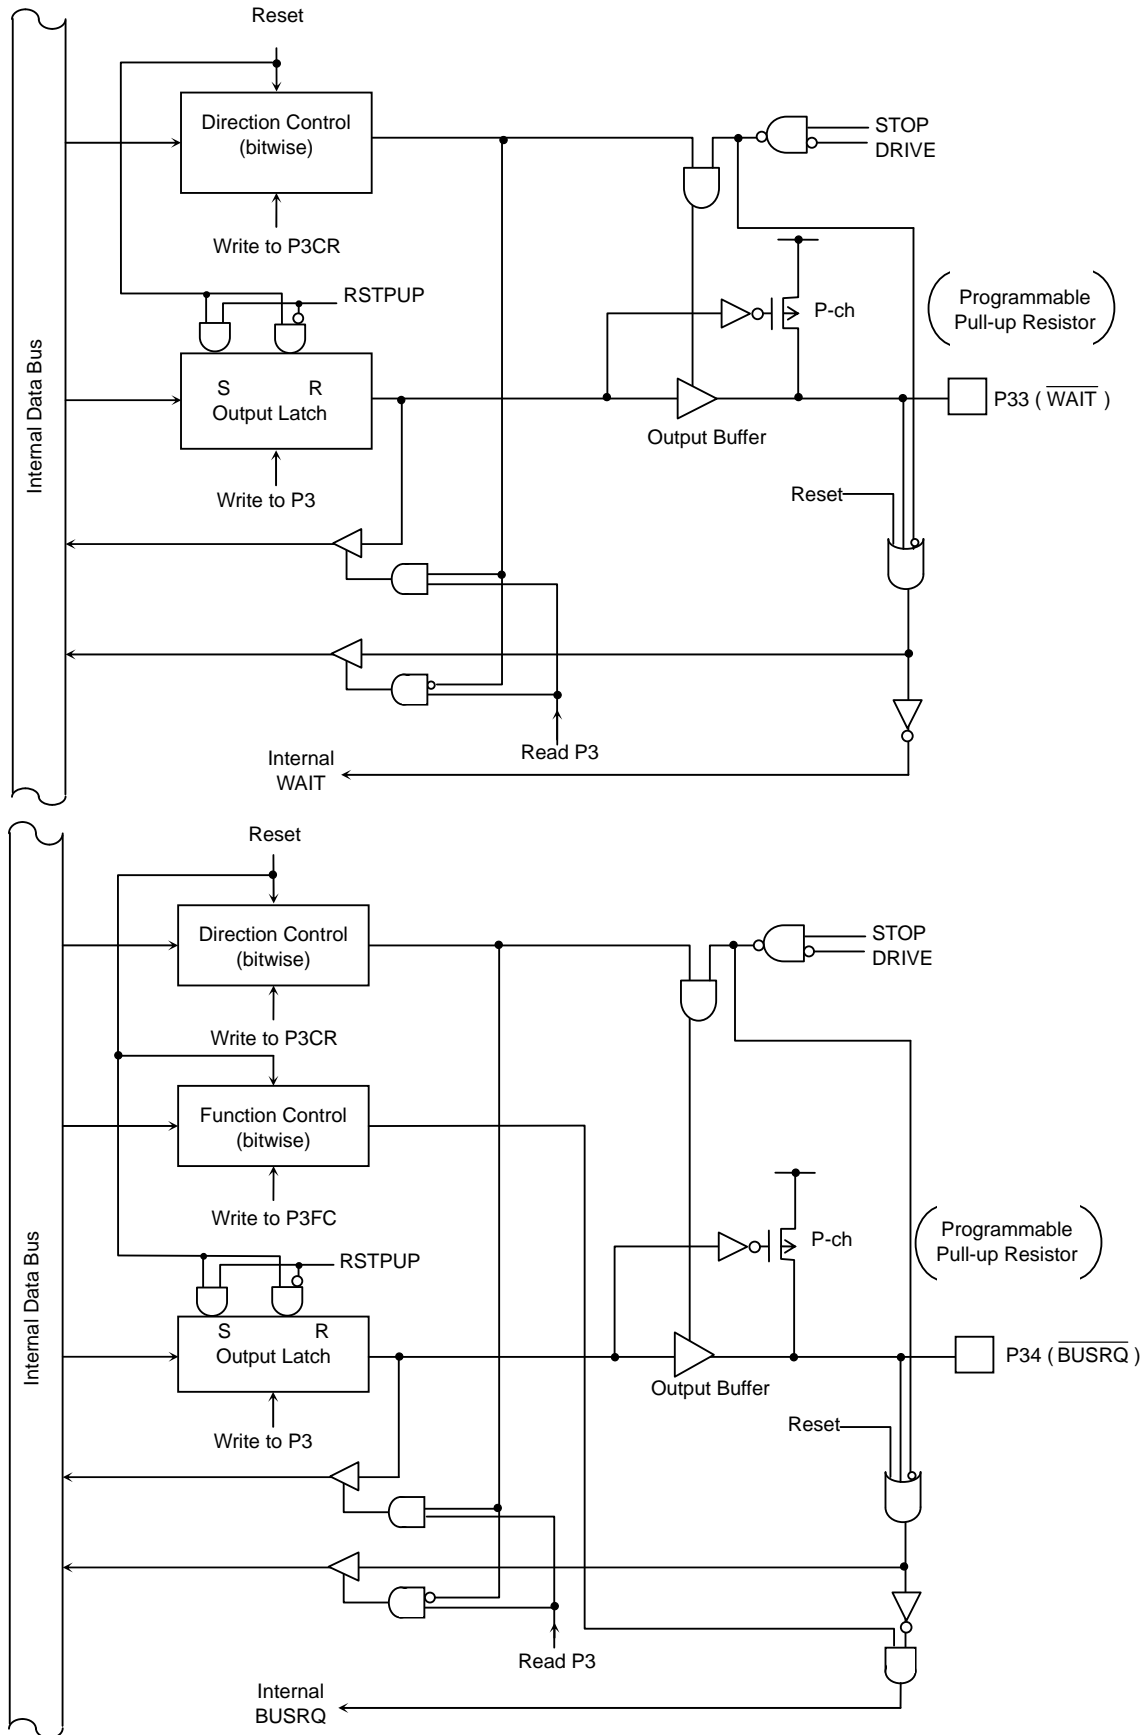 Reset
Direction Control
(bitwise)
STOP
DRIVE
Write to P3CR
RSTPUP
P-ch
Programmable
Pull-up Resistor
Internal Data Bus
S R
Output Latch
P33 ( WAIT )
Output Buffer
Write to P3
Reset
Read P3
Internal
WAIT
Reset
Direction Control
(bitwise)
STOP
DRIVE
Write to P3CR
Function Control
(bitwise)
Write to P3FC
RSTPUP
P-ch
Programmable
Pull-up Resistor
Internal Data Bus
S R
Output Latch
P34 ( BUSRQ )
Output Buffer
Write to P3
Reset
Read P3
Internal
BUSRQ